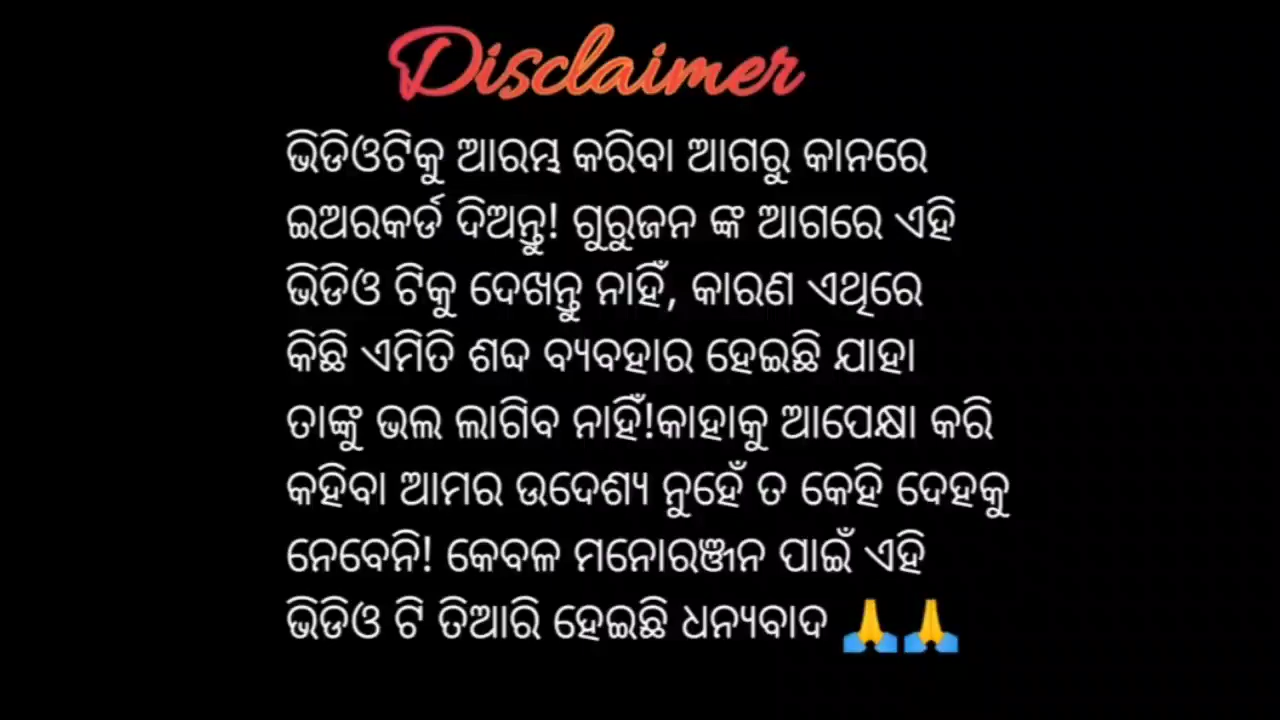 Disclaimer
ଭିଡିଓଟିକୁ ଆରମ୍ଭ କରିବା ଆଗରୁ କାନରେ
ଇଅରକର୍ଡ ଦିଅନ୍ତୁ! ଗୁରୁଜନ ଙ୍କ ଆଗରେ ଏହି
ଭିଡିଓ ଟିକୁ ଦେଖନ୍ତୁ ନାହିଁ, କାରଣ ଏଥିରେ
କିଛି ଏମିତି ଶବ୍ଦ ବ୍ୟବହାର ହେଇଛି ଯାହା
ତାଙ୍କୁ ଭଲ ଲାଗିବ ନାହିଁ!କାହାକୁ ଆପେକ୍ଷା କରି
କହିବା ଆମର ଉଦେଶ୍ୟ ନୁହେଁ ତ କେହି ଦେହକୁ
ନେବେନି! କେବଳ ମନୋରଞ୍ଜନ ପାଇଁ ଏହି
ଭିଡିଓ ଟି ତିଆରି ହେଇଛି ଧନ୍ୟବାଦ 🙏🙏